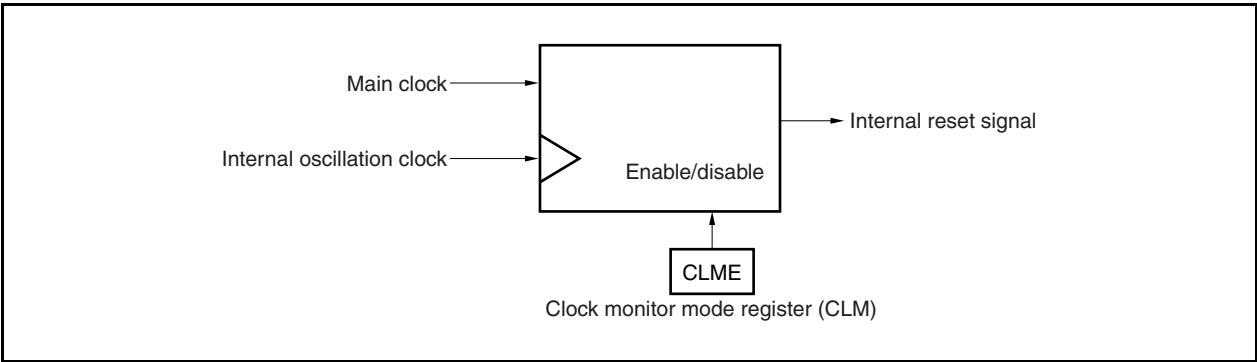 Main clock
Internal reset signal
Internal oscillation clock
Enable/disable
CLME
Clock monitor mode register (CLM)